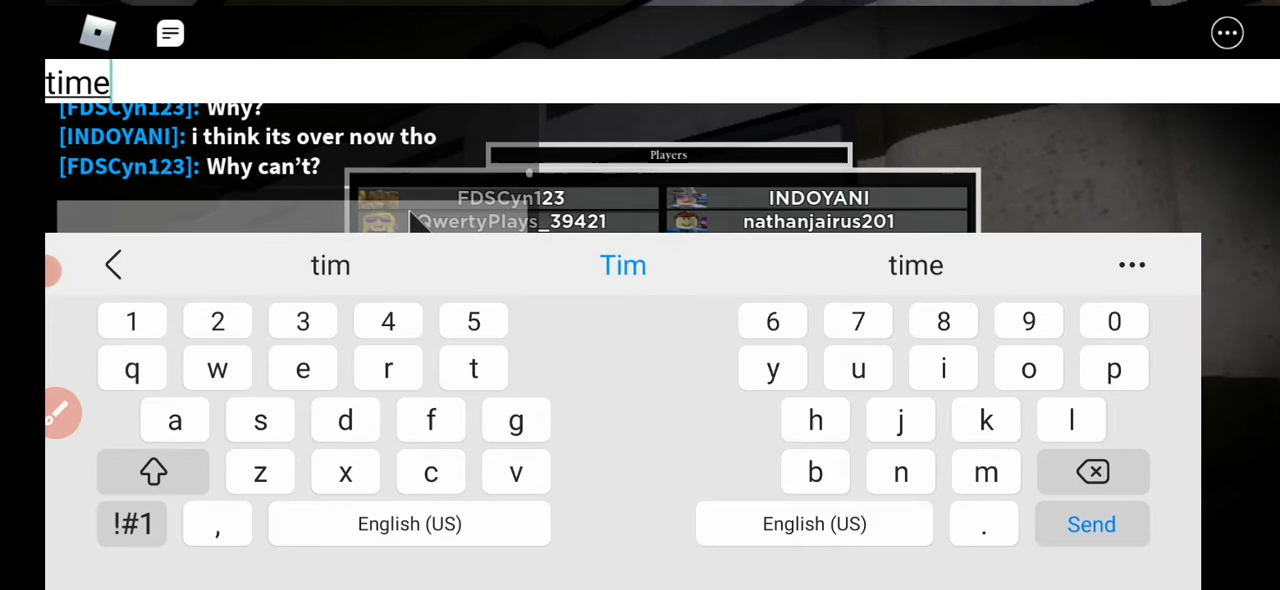 time
[FDSCyn123]: Why?
[INDOYANI]: i think its over now tho
[FDSCyn123]: Why can't?
Players
FDSCyn123 INDOYANI
QwertyPlays_39421 nathanjairus201
tim Tim time
1 2 3 4 5 6 7 8 9 0
q w e r t y u i o p
a s d f g h j k l
z x c v b n m
!#1 , English (US) English (US) . Send